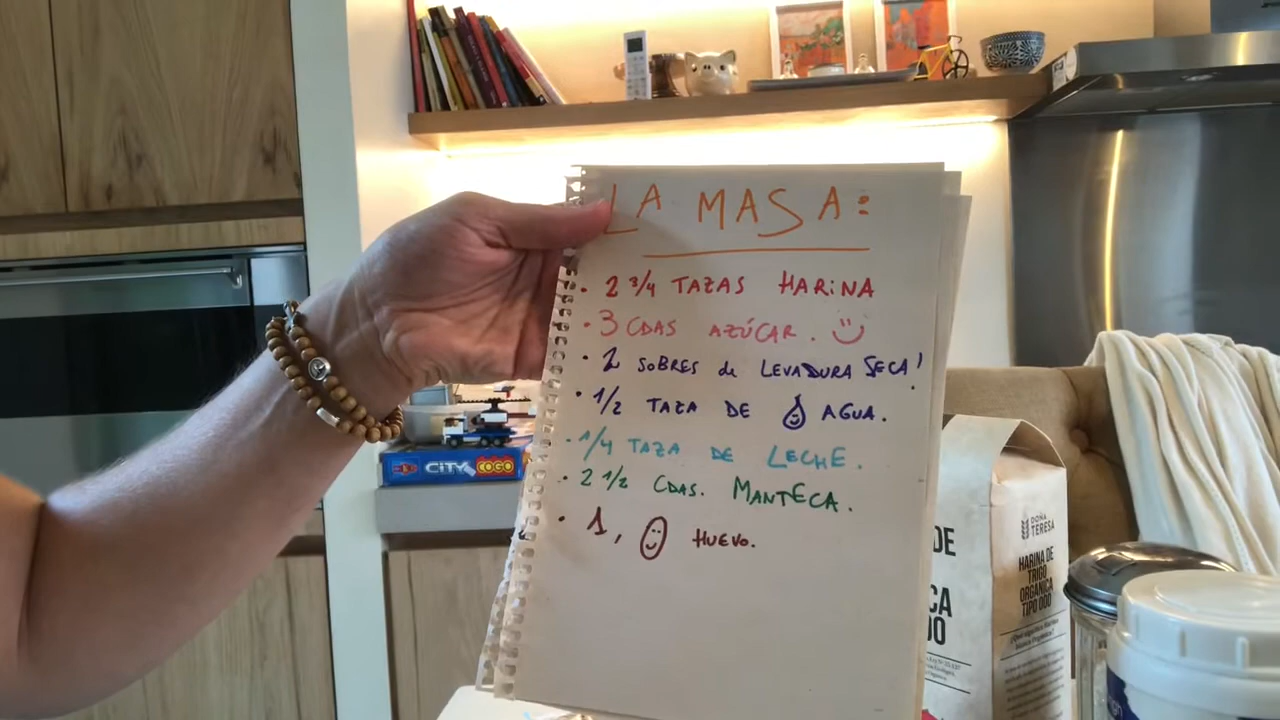 LA MASA:
· 2 3/4 TAZAS HARINA
· 3 CDAS AZÚCAR.
· 2 SOBRES de LEVADURA SECA!
· 1/2 TAZA DE AGUA.
· 1/4 TAZA DE LECHE.
· 2 1/2 CDAS. MANTECA.
· 1, HUEVO.
CITY COGO
DOÑA
TERESA
HARINA DE
TRIGO
ORGÁNICA
TIPO 000
DE
CA
00